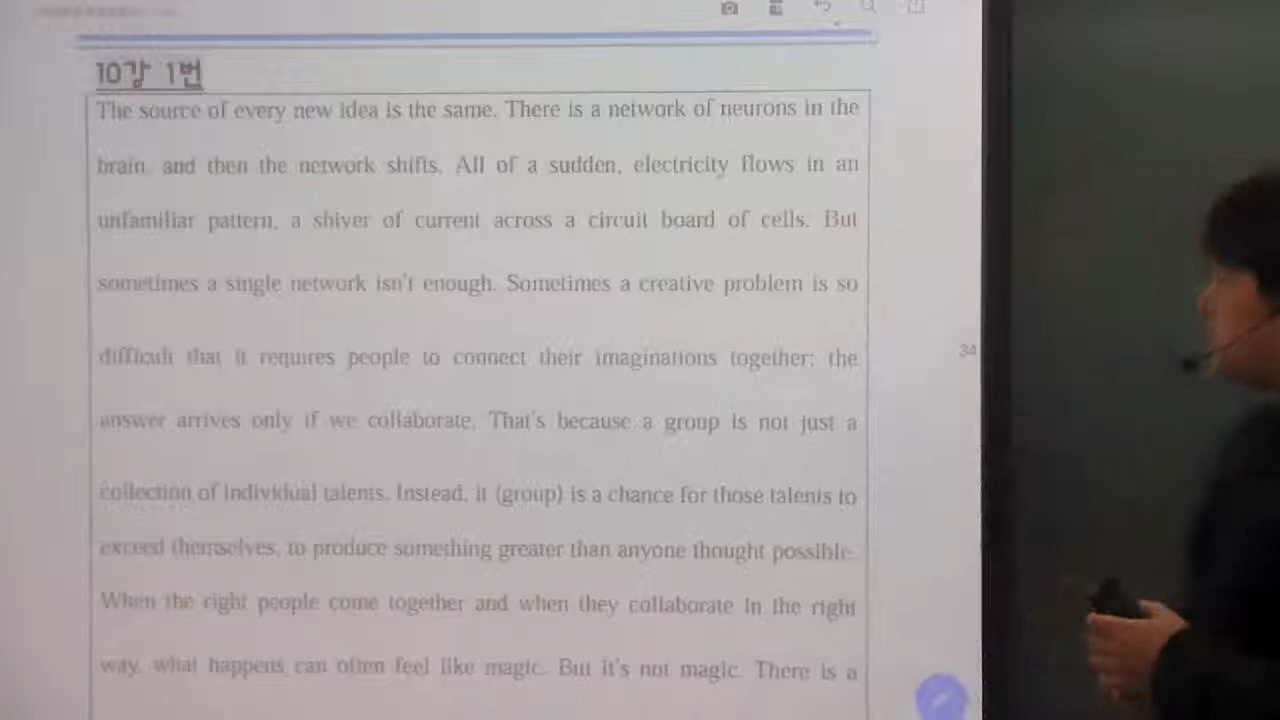 10강 1번
The source of every new idea is the same. There is a network of neurons in the
brain, and then the network shifts. All of a sudden, electricity flows in an
unfamiliar pattern, a shiver of current across a circuit board of cells. But
sometimes a single network isn't enough. Sometimes a creative problem is so
difficult that it requires people to connect their imaginations together; the
answer arrives only if we collaborate. That's because a group is not just a
collection of individual talents. Instead, it (group) is a chance for those talents to
exceed themselves, to produce something greater than anyone thought possible.
When the right people come together and when they collaborate in the right
way, what happens can often feel like magic. But it's not magic. There is a
34